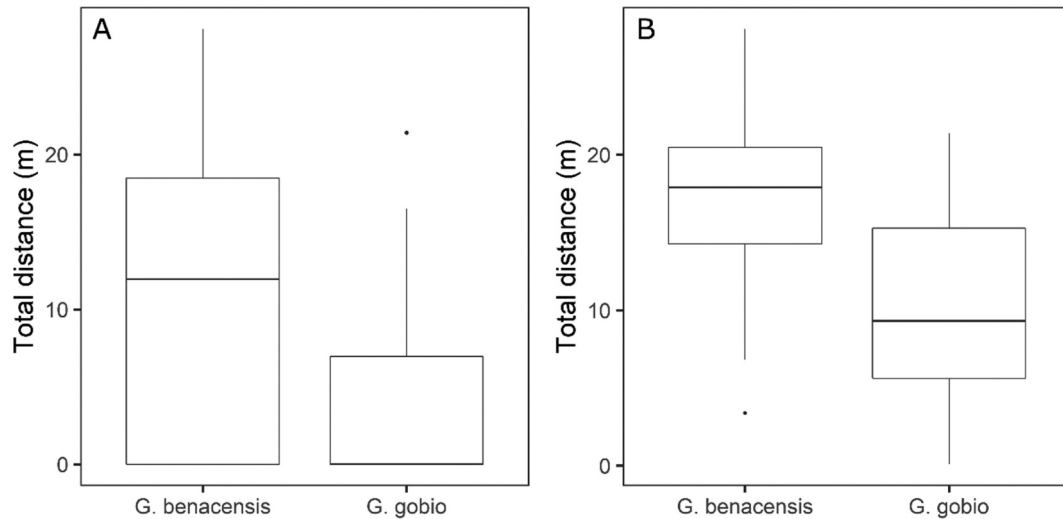 A
Total distance (m)
20
10
0
G. benacensis
G. gobio
B
Total distance (m)
20
10
0
G. benacensis
G. gobio